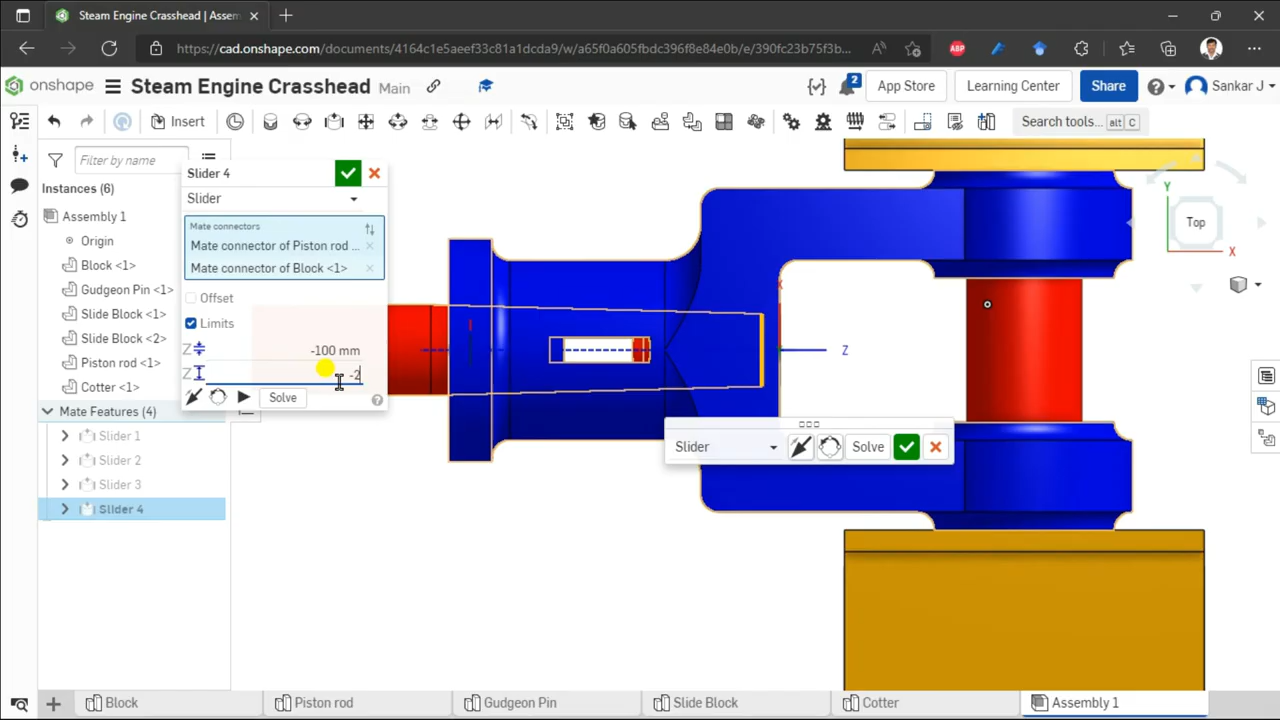 Steam Engine Crasshead | Assem
https://cad.onshape.com/documents/4164c1e5aeef33c81a1dcda9/w/a65f0a605fbdc396f8e84e0b/e/390fc23b75f3b...
ABP
onshape
Steam Engine Crasshead
Main
2
App Store
Learning Center
Share
Sankar J
Insert
Search tools...
alt
C
Filter by name
Instances (6)
Assembly 1
Origin
Block <1>
Gudgeon Pin <1>
Slide Block <1>
Slide Block <2>
Piston rod <1>
Cotter <1>
Mate Features (4)
Slider 1
Slider 2
Slider 3
Slider 4
Slider 4
Slider
Mate connectors
Mate connector of Piston rod ...
Mate connector of Block <1>
Offset
Limits
Z
-100 mm
Z
-2
Solve
Z
Slider
Solve
Y
Top
X
Block
Piston rod
Gudgeon Pin
Slide Block
Cotter
Assembly 1